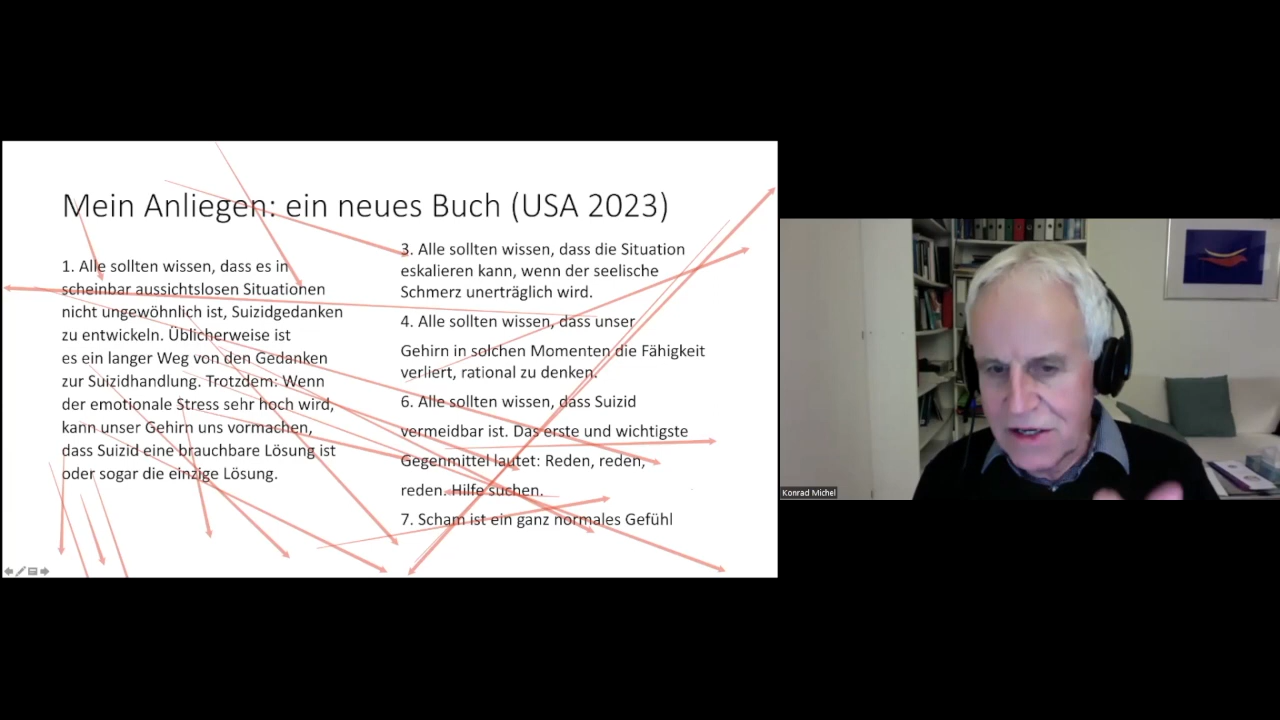 Mein Anliegen: ein neues Buch (USA 2023)
1. Alle sollten wissen, dass es in
scheinbar aussichtslosen Situationen
nicht ungewöhnlich ist, Suizidgedanken
zu entwickeln. Üblicherweise ist
es ein langer Weg von den Gedanken
zur Suizidhandlung. Trotzdem: Wenn
der emotionale Stress sehr hoch wird,
kann unser Gehirn uns vormachen,
dass Suizid eine brauchbare Lösung ist
oder sogar die einzige Lösung.
3. Alle sollten wissen, dass die Situation
eskalieren kann, wenn der seelische
Schmerz unerträglich wird.
4. Alle sollten wissen, dass unser
Gehirn in solchen Momenten die Fähigkeit
verliert, rational zu denken.
6. Alle sollten wissen, dass Suizid
vermeidbar ist. Das erste und wichtigste
Gegenmittel lautet: Reden, reden,
reden. Hilfe suchen.
7. Scham ist ein ganz normales Gefühl
Konrad Michel